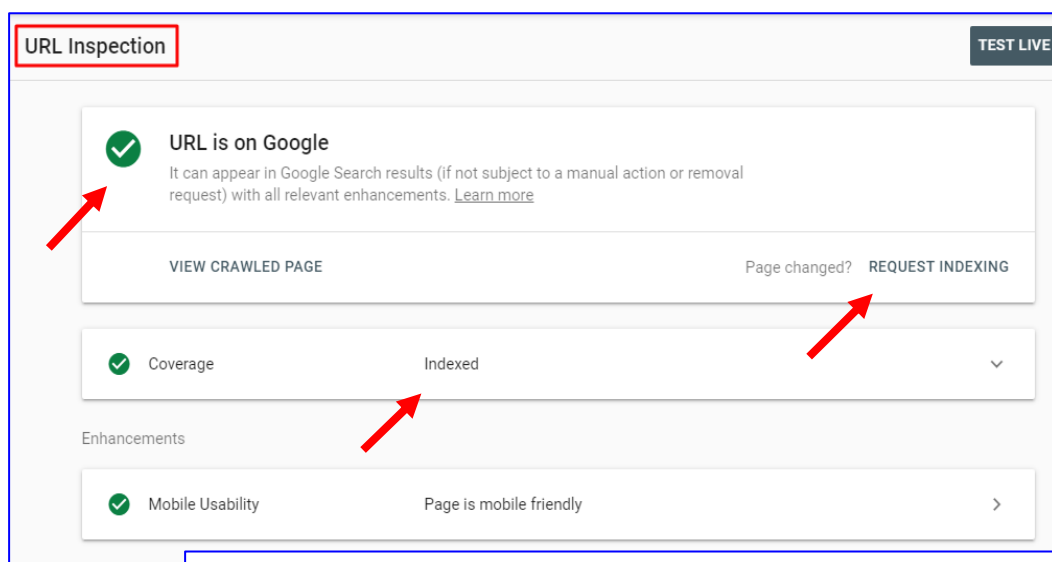 URL Inspection
TEST LIVE
URL is on Google
It can appear in Google Search results (if not subject to a manual action or removal
request) with all relevant enhancements. Learn more
VIEW CRAWLED PAGE
Page changed? REQUEST INDEXING
Coverage Indexed
Enhancements
Mobile Usability Page is mobile friendly